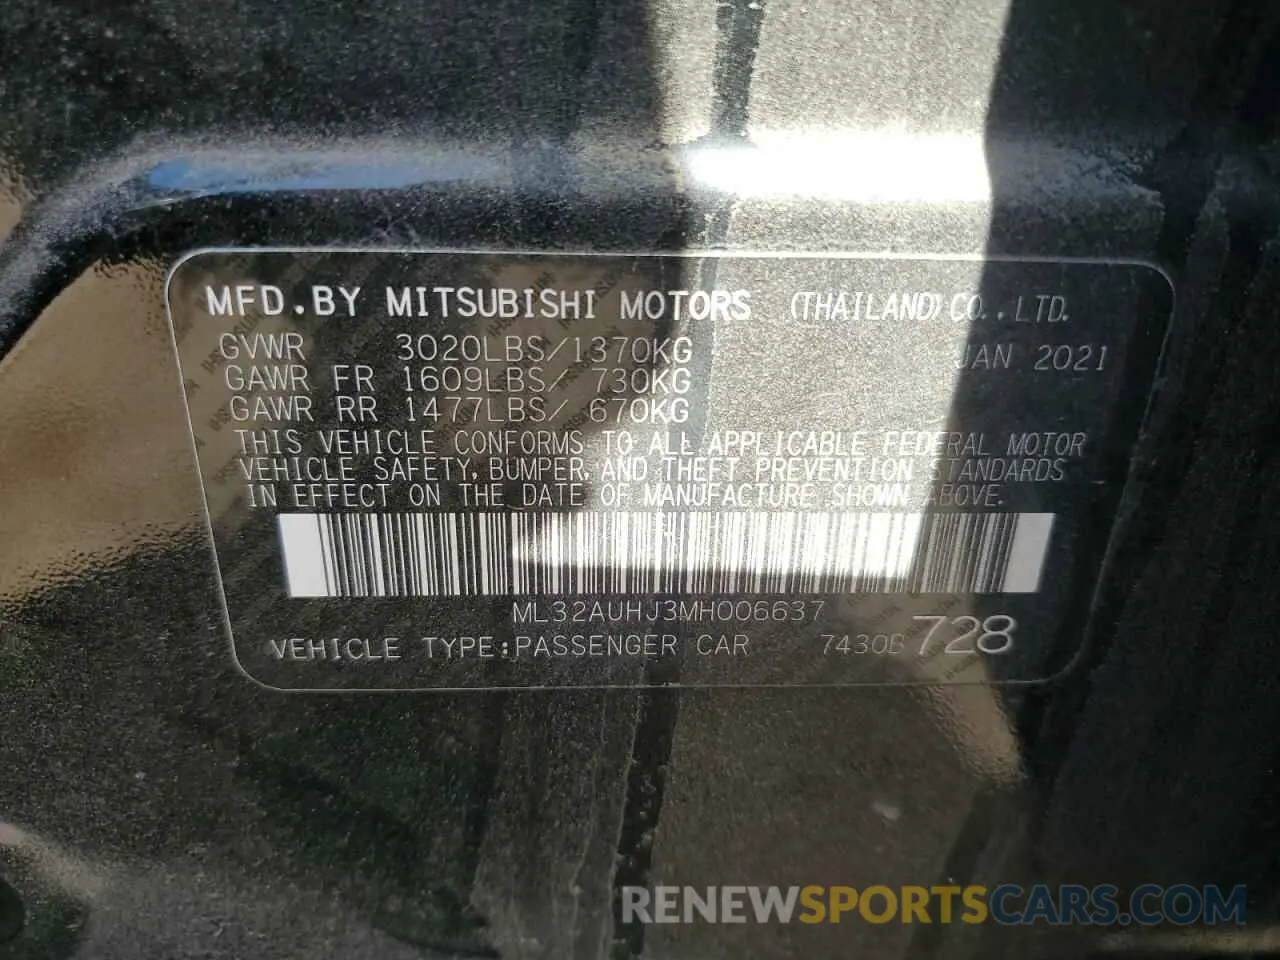 MFD.BY MITSUBISHI MOTORS (THAILAND) CO.,LTD.
GVWR 3020LBS/1370KG JAN 2021
GAWR FR 1609LBS/ 730KG
GAWR RR 1477LBS/ 670KG
THIS VEHICLE CONFORMS TO ALL APPLICABLE FEDERAL MOTOR
VEHICLE SAFETY, BUMPER, AND THEFT PREVENTION STANDARDS
IN EFFECT ON THE DATE OF MANUFACTURE SHOWN ABOVE.
ML32AUHJ3MH006637
VEHICLE TYPE:PASSENGER CAR 7430B 728
RENEWSPORTSCARS.COM